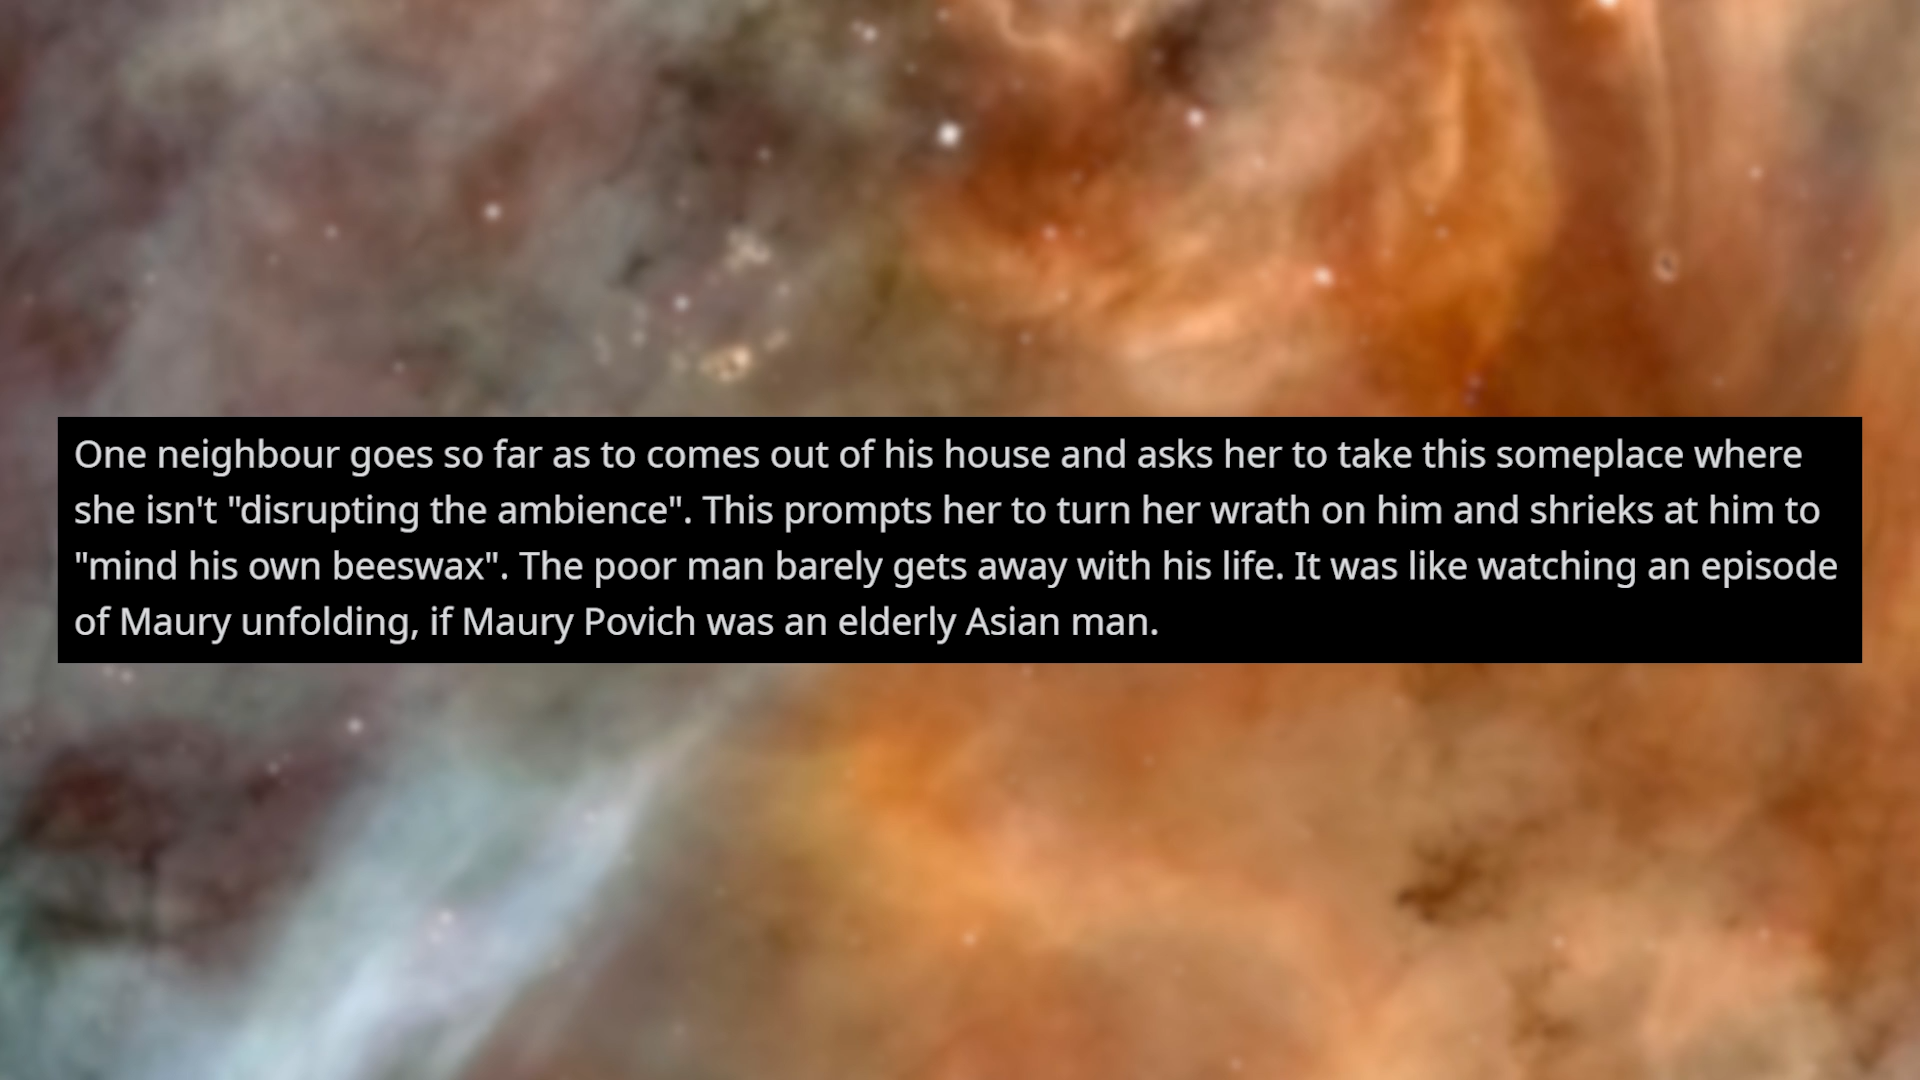 One neighbour goes so far as to comes out of his house and asks her to take this someplace where
she isn't "disrupting the ambience". This prompts her to turn her wrath on him and shrieks at him to
"mind his own beeswax". The poor man barely gets away with his life. It was like watching an episode
of Maury unfolding, if Maury Povich was an elderly Asian man.